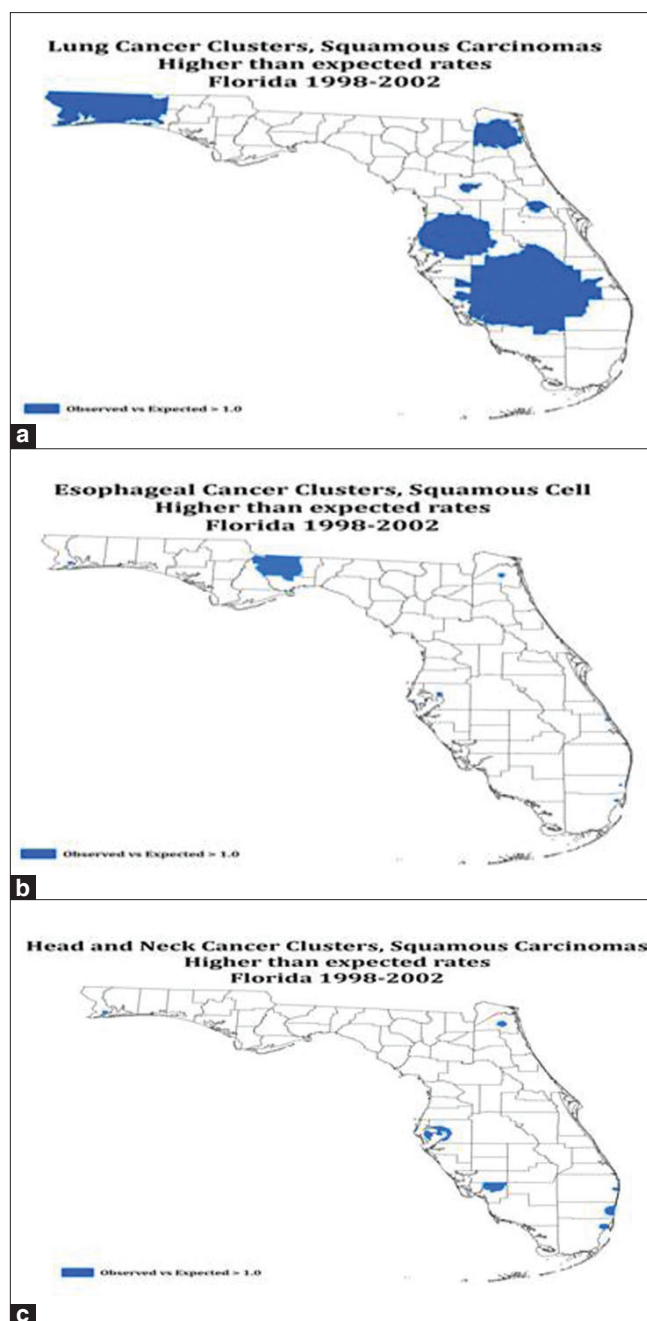 Lung Cancer Clusters, Squamous Carcinomas
Higher than expected rates
Florida 1998-2002
Observed vs Expected > 1.0
a
Esophageal Cancer Clusters, Squamous Cell
Higher than expected rates
Florida 1998-2002
Observed vs Expected > 1.0
b
Head and Neck Cancer Clusters, Squamous Carcinomas
Higher than expected rates
Florida 1998-2002
Observed vs Expected > 1.0
c